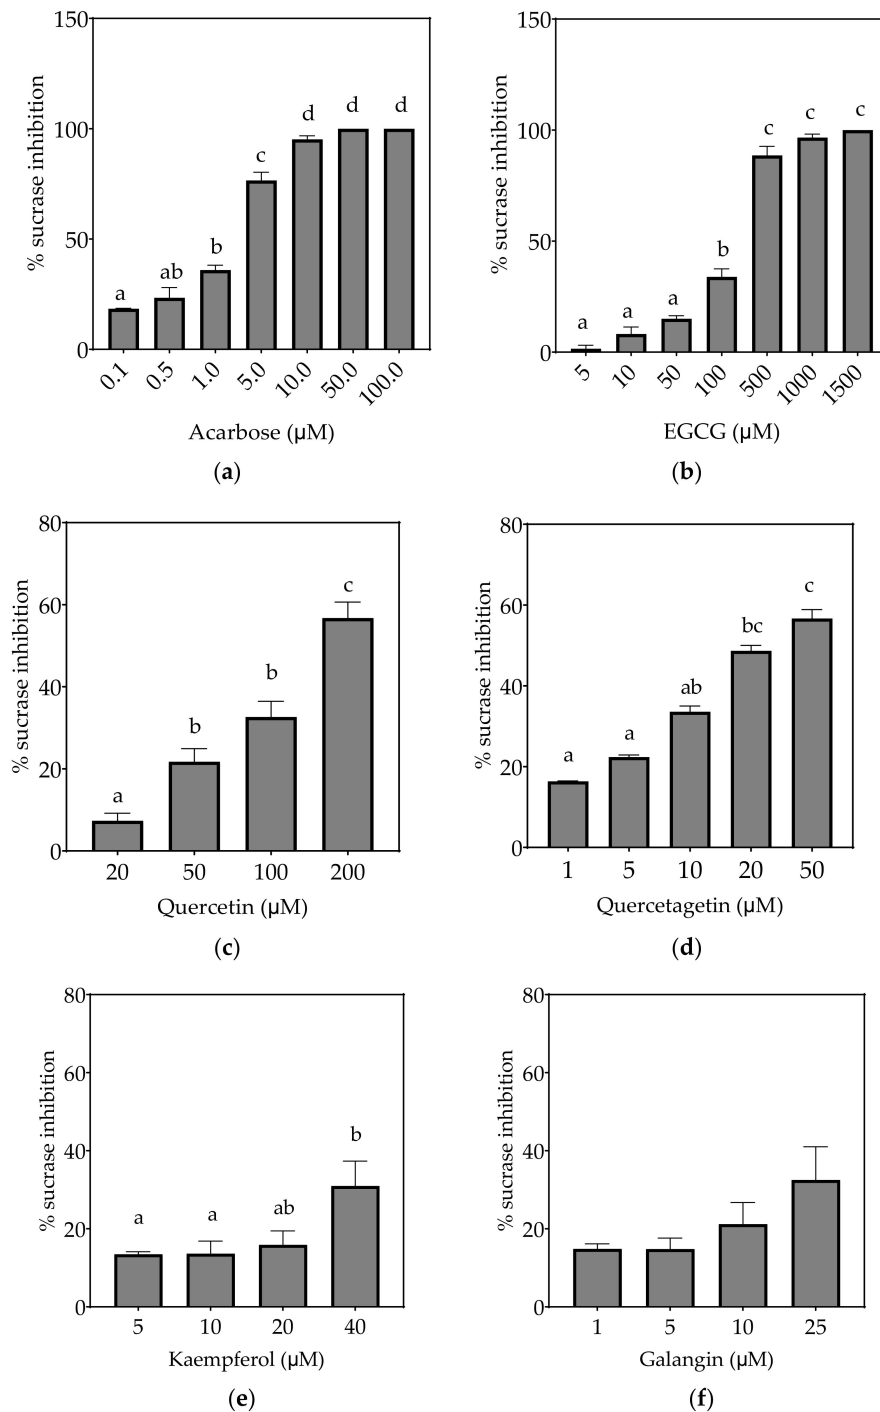 150
100
50
0
% sucrase inhibition
a
ab
b
c
d
d
d
0.1
0.5
1.0
5.0
10.0
50.0
100.0
Acarbose (μM)
(a)
150
100
50
0
% sucrase inhibition
a
a
a
b
c
c
c
5
10
50
100
500
1000
1500
EGCG (μM)
(b)
80
60
40
20
0
% sucrase inhibition
a
b
b
c
20
50
100
200
Quercetin (μM)
(c)
80
60
40
20
0
% sucrase inhibition
a
a
ab
bc
c
1
5
10
20
50
Quercetagetin (μM)
(d)
80
60
40
20
0
% sucrase inhibition
a
a
ab
b
5
10
20
40
Kaempferol (μM)
(e)
80
60
40
20
0
% sucrase inhibition
1
5
10
25
Galangin (μM)
(f)